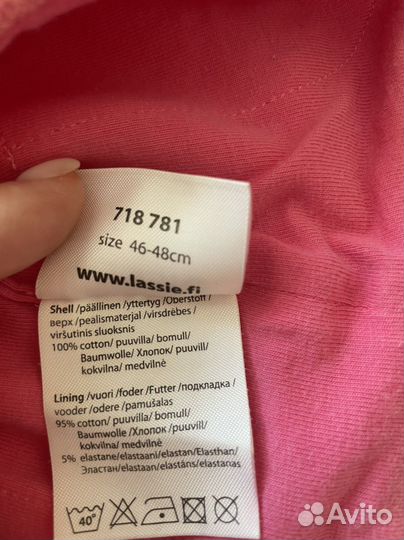 718 781
size 46-48cm
www.lassie.fi
Shell /päällinen /yttertyg /Oberstoff /
верх /pealismaterjal /virsdrēbes /
viršutinis sluoksnis
100% cotton/ puuvilla/ bomull/
Baumwolle/ Хлопок/ puuvill/
kokvilna/ medvilnė
Lining /vuori /foder /Futter /подкладка /
vooder /odere /pamušalas
95% cotton/ puuvilla/ bomull/
Baumwolle /Хлопок /puuvill/
kokvilna/ medvilnė
5% elastane/elastaani/elastan/Elasthan/
Эластан/elastaan/elastāns/elastanas
40°
Avito